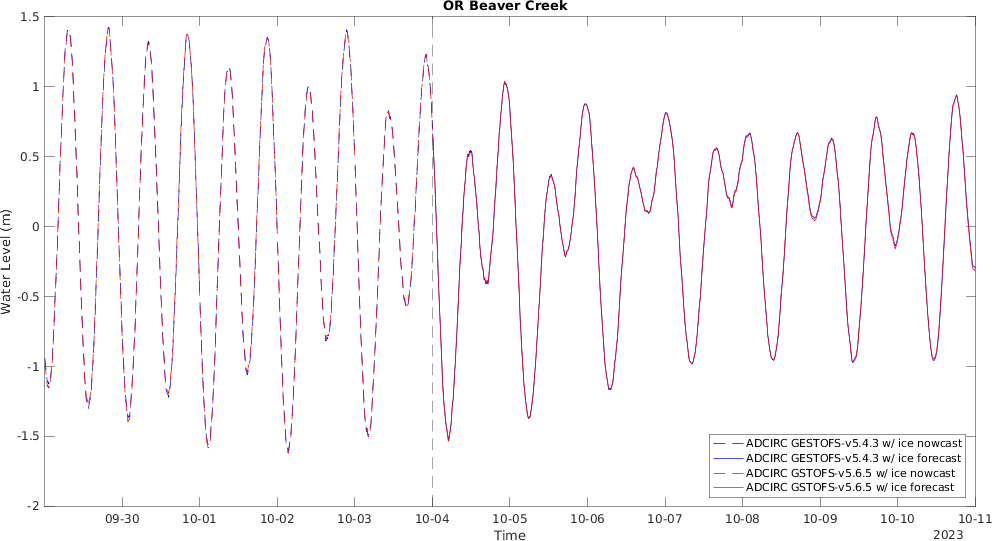 OR Beaver Creek
1.5
1
0.5
0
-0.5
-1
-1.5
-2
Water Level (m)
09-30 10-01 10-02 10-03 10-04 10-05 10-06 10-07 10-08 10-09 10-10 10-11
Time
2023
ADCIRC GESTOFS-v5.4.3 w/ ice nowcast
ADCIRC GESTOFS-v5.4.3 w/ ice forecast
ADCIRC GSTOFS-v5.6.5 w/ ice nowcast
ADCIRC GSTOFS-v5.6.5 w/ ice forecast